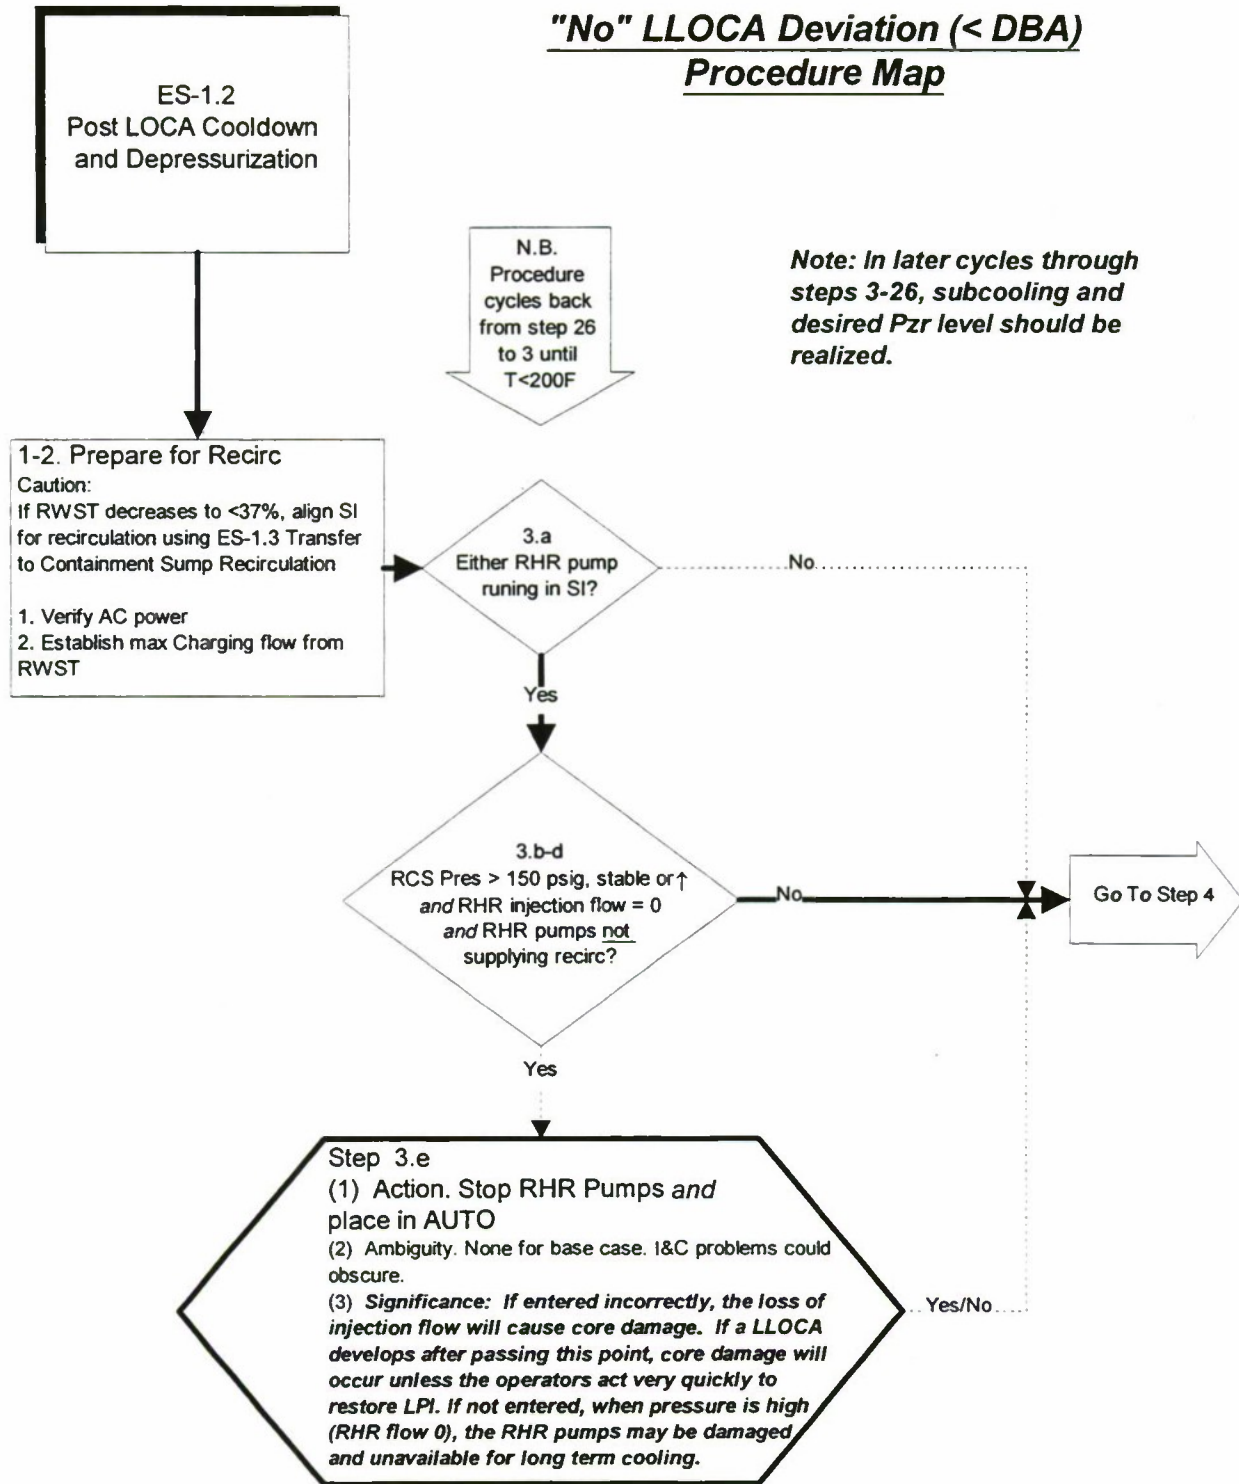 "No" LLOCA Deviation (< DBA)
Procedure Map
ES-1.2
Post LOCA Cooldown
and Depressurization
N.B.
Procedure
cycles back
from step 26
to 3 until
T<200F
Note: In later cycles through
steps 3-26, subcooling and
desired Pzr level should be
realized.
1-2. Prepare for Recirc
Caution:
If RWST decreases to <37%, align SI
for recirculation using ES-1.3 Transfer
to Containment Sump Recirculation
1. Verify AC power
2. Establish max Charging flow from
RWST
3.a
Either RHR pump
runing in SI?
No
Yes
3.b-d
RCS Pres > 150 psig, stable or ↑
and RHR injection flow = 0
and RHR pumps not
supplying recirc?
No
Go To Step 4
Yes
Step 3.e
(1) Action. Stop RHR Pumps and
place in AUTO
(2) Ambiguity. None for base case. I&C problems could
obscure.
(3) Significance: If entered incorrectly, the loss of
injection flow will cause core damage. If a LLOCA
develops after passing this point, core damage will
occur unless the operators act very quickly to
restore LPI. If not entered, when pressure is high
(RHR flow 0), the RHR pumps may be damaged
and unavailable for long term cooling.
Yes/No